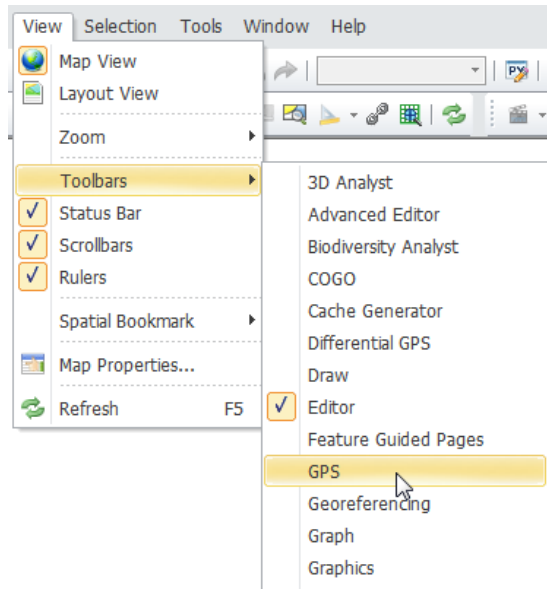 View Selection Tools Window Help
Map View
Layout View
Zoom
Toolbars
Status Bar
Scrollbars
Rulers
Spatial Bookmark
Map Properties...
Refresh F5
3D Analyst
Advanced Editor
Biodiversity Analyst
COGO
Cache Generator
Differential GPS
Draw
Editor
Feature Guided Pages
GPS
Georeferencing
Graph
Graphics
PY